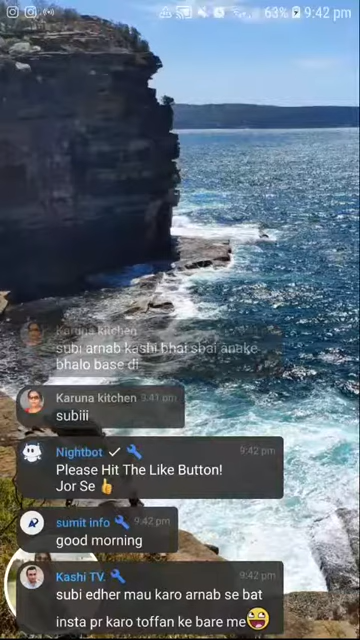 63% 9:42 pm
Karuna kitchen
subi arnab kashi bhai sbai anake
bhalo base di
Karuna kitchen 3:41 pm
subiii
Nightbot 9:42 pm
Please Hit The Like Button!
Jor Se 👍
sumit info 9:42 pm
good morning
Kashi TV. 9:42 pm
subi edher mau karo arnab se bat
insta pr karo toffan ke bare me😆